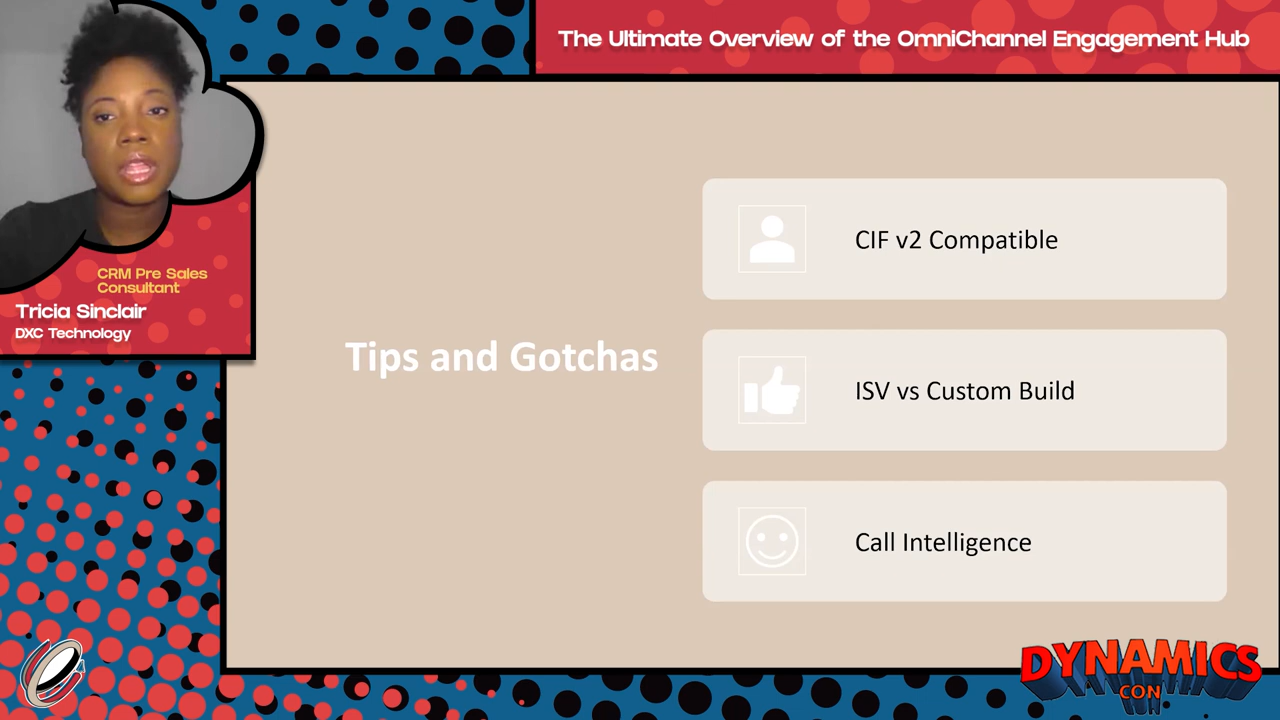 The Ultimate Overview of the OmniChannel Engagement Hub
CRM Pre Sales
Consultant
Tricia Sinclair
DXC Technology
Tips and Gotchas
CIF v2 Compatible
ISV vs Custom Build
Call Intelligence
DYNAMICS
CON